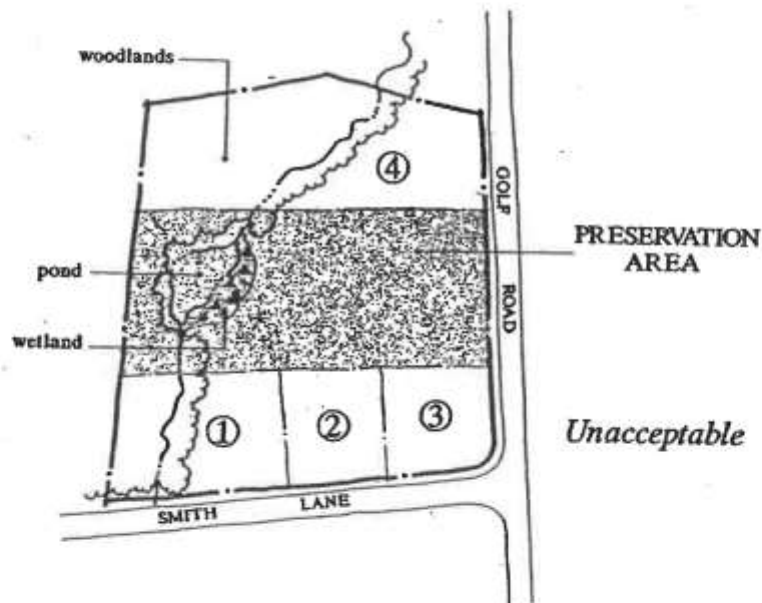 woodlands
④
GOLF ROAD
PRESERVATION
AREA
pond
wetland
①
②
③
Unacceptable
SMITH LANE